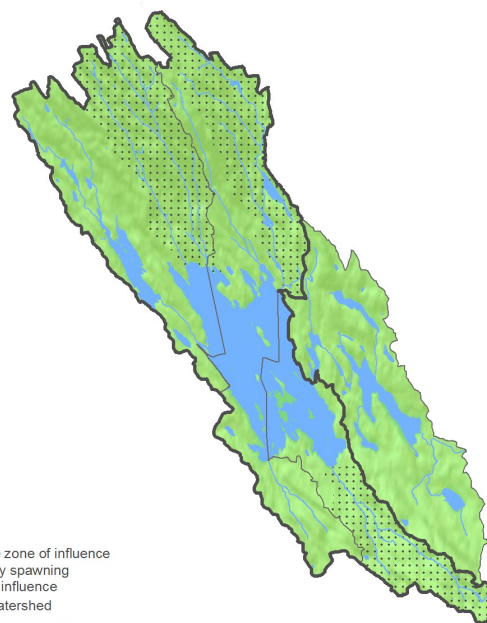 zone of influence
y spawning
influence
atershed